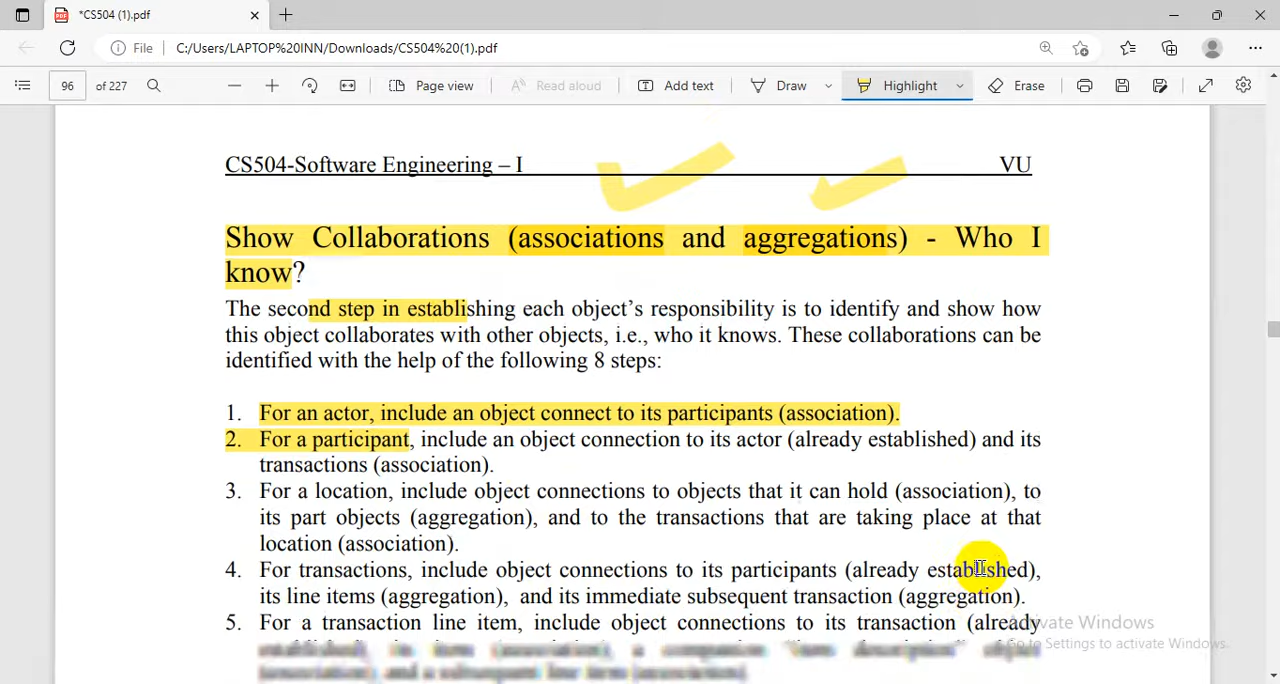 *CS504 (1).pdf
File C:/Users/LAPTOP%20INN/Downloads/CS504%20(1).pdf
96 of 227 Page view Read aloud Add text Draw Highlight Erase
CS504-Software Engineering – I VU
Show Collaborations (associations and aggregations) - Who I
know?
The second step in establishing each object's responsibility is to identify and show how
this object collaborates with other objects, i.e., who it knows. These collaborations can be
identified with the help of the following 8 steps:
1. For an actor, include an object connect to its participants (association).
2. For a participant, include an object connection to its actor (already established) and its
transactions (association).
3. For a location, include object connections to objects that it can hold (association), to
its part objects (aggregation), and to the transactions that are taking place at that
location (association).
4. For transactions, include object connections to its participants (already established),
its line items (aggregation), and its immediate subsequent transaction (aggregation).
5. For a transaction line item, include object connections to its transaction (already
Activate Windows
Go to Settings to activate Windows.